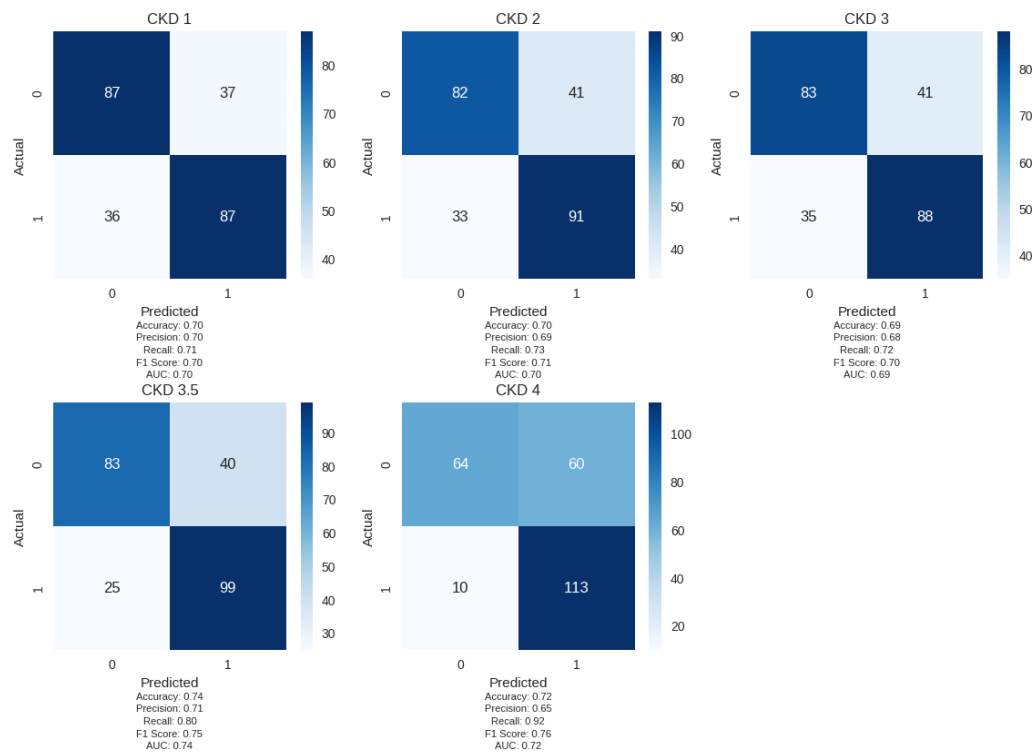 CKD 1
0
87
37
80
70
60
50
40
Actual
1
36
87
0
1
Predicted
Accuracy: 0.70
Precision: 0.70
Recall: 0.71
F1 Score: 0.70
AUC: 0.70
CKD 2
0
82
41
90
80
70
60
50
40
Actual
1
33
91
0
1
Predicted
Accuracy: 0.70
Precision: 0.69
Recall: 0.73
F1 Score: 0.71
AUC: 0.70
CKD 3
0
83
41
80
70
60
50
40
Actual
1
35
88
0
1
Predicted
Accuracy: 0.69
Precision: 0.68
Recall: 0.72
F1 Score: 0.70
AUC: 0.69
CKD 3.5
0
83
40
90
80
70
60
50
40
30
Actual
1
25
99
0
1
Predicted
Accuracy: 0.74
Precision: 0.71
Recall: 0.80
F1 Score: 0.75
AUC: 0.74
CKD 4
0
64
60
100
80
60
40
20
Actual
1
10
113
0
1
Predicted
Accuracy: 0.72
Precision: 0.65
Recall: 0.92
F1 Score: 0.76
AUC: 0.72